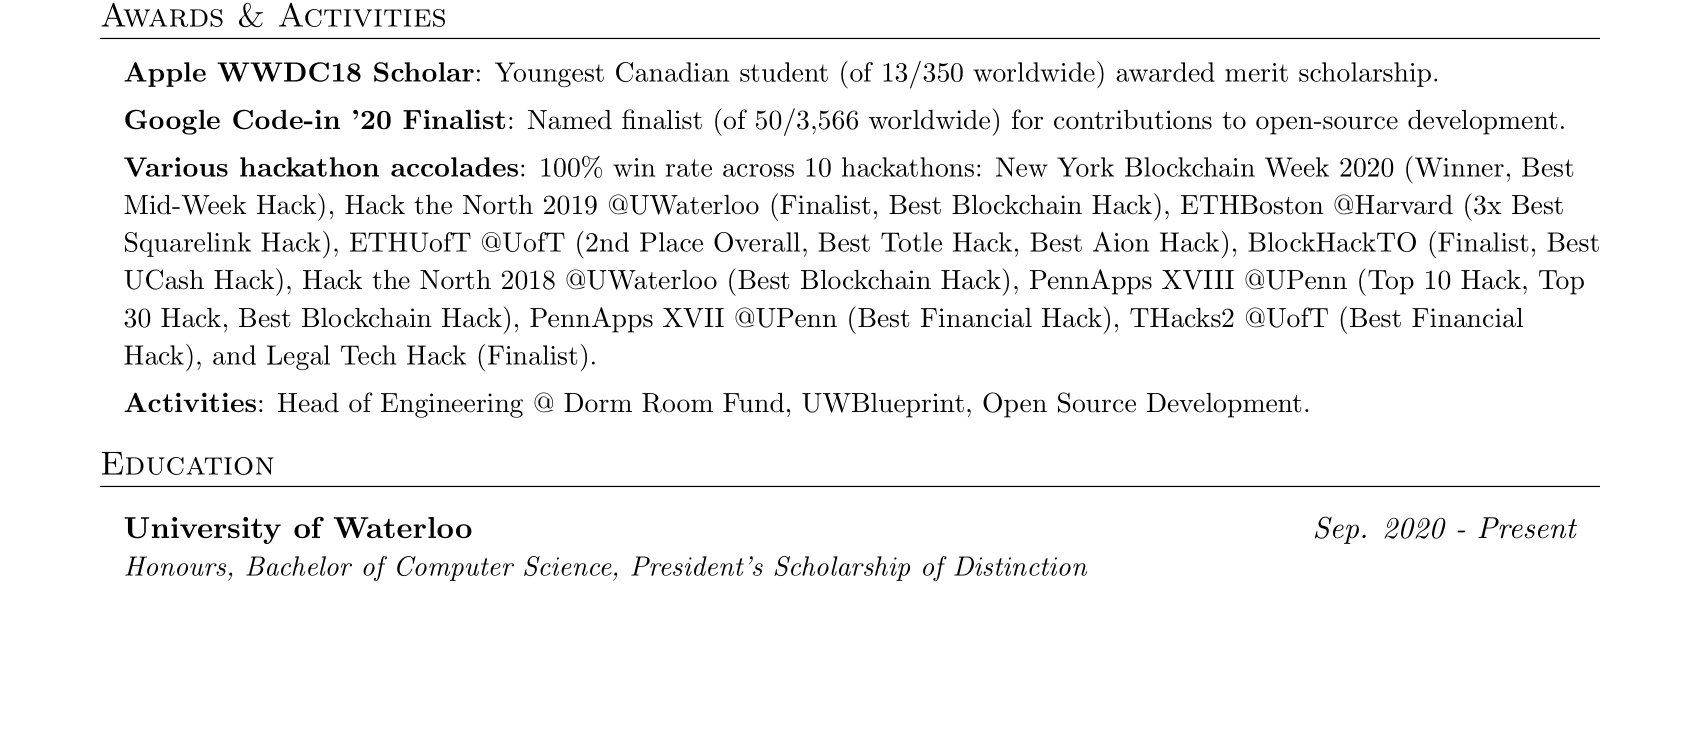 Awards & Activities
Apple WWDC18 Scholar: Youngest Canadian student (of 13/350 worldwide) awarded merit scholarship.
Google Code-in ’20 Finalist: Named finalist (of 50/3,566 worldwide) for contributions to open-source development.
Various hackathon accolades: 100% win rate across 10 hackathons: New York Blockchain Week 2020 (Winner, Best
Mid-Week Hack), Hack the North 2019 @UWaterloo (Finalist, Best Blockchain Hack), ETHBoston @Harvard (3x Best
Squarelink Hack), ETHUofT @UofT (2nd Place Overall, Best Totle Hack, Best Aion Hack), BlockHackTO (Finalist, Best
UCash Hack), Hack the North 2018 @UWaterloo (Best Blockchain Hack), PennApps XVIII @UPenn (Top 10 Hack, Top
30 Hack, Best Blockchain Hack), PennApps XVII @UPenn (Best Financial Hack), THacks2 @UofT (Best Financial
Hack), and Legal Tech Hack (Finalist).
Activities: Head of Engineering @ Dorm Room Fund, UWBlueprint, Open Source Development.
Education
University of Waterloo Sep. 2020 - Present
Honours, Bachelor of Computer Science, President’s Scholarship of Distinction